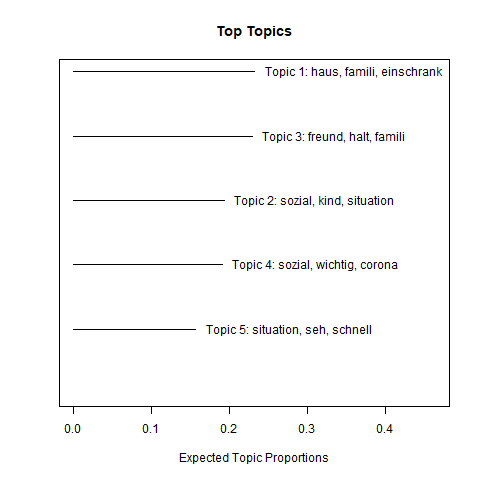 Top Topics
Topic 1: haus, famili, einschrank
Topic 3: freund, halt, famili
Topic 2: sozial, kind, situation
Topic 4: sozial, wichtig, corona
Topic 5: situation, seh, schnell
0.0 0.1 0.2 0.3 0.4
Expected Topic Proportions